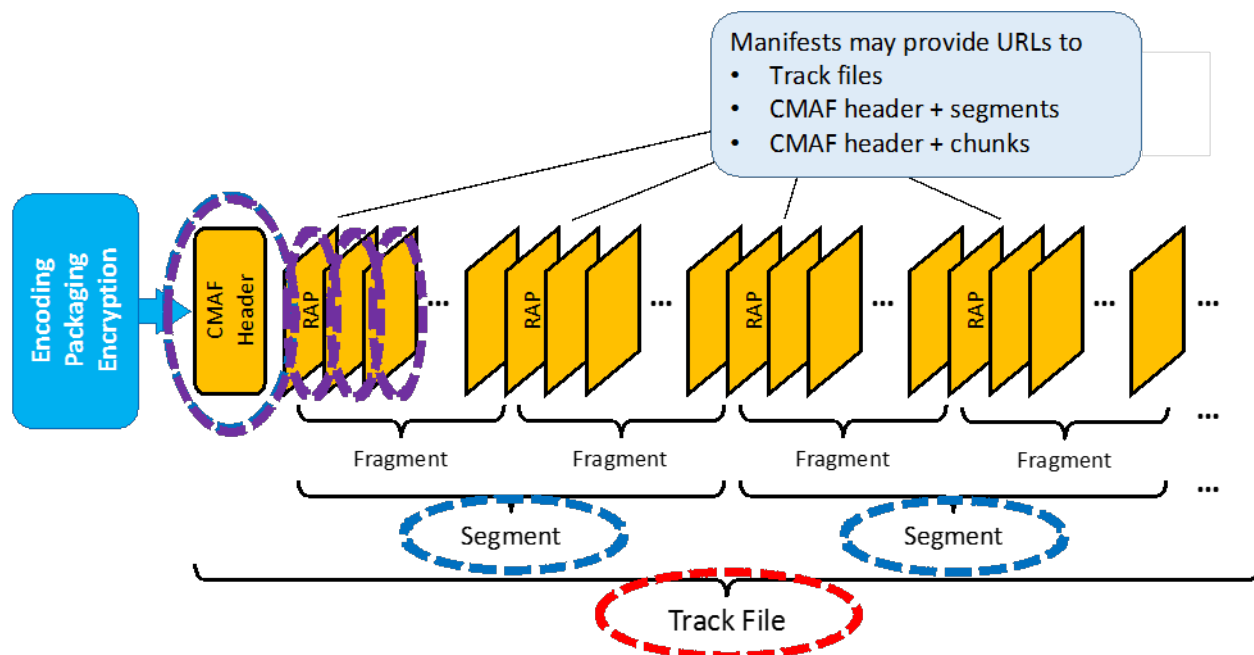 Manifests may provide URLs to
• Track files
• CMAF header + segments
• CMAF header + chunks
Encoding
Packaging
Encryption
CMAF
Header
RAP
...
RAP
...
RAP
...
RAP
...
...
Fragment
Fragment
Fragment
Fragment
...
Segment
Segment
...
Track File